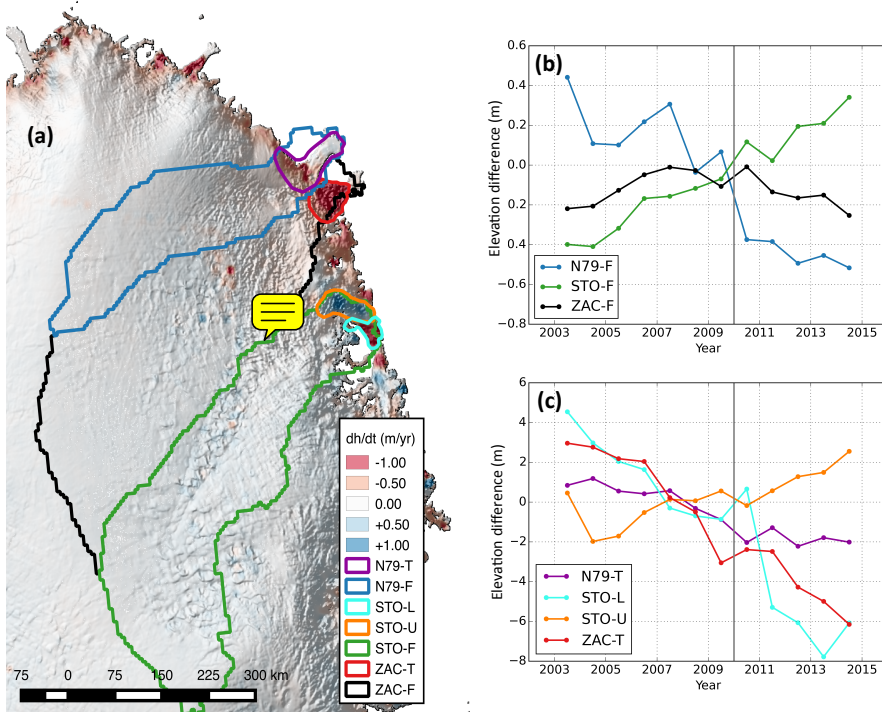 (a)
dh/dt (m/yr)
-1.00
-0.50
0.00
+0.50
+1.00
N79-T
N79-F
STO-L
STO-U
STO-F
ZAC-T
ZAC-F
75 0 75 150 225 300 km
(b)
Elevation difference (m)
0.6
0.4
0.2
0.0
0.2
0.4
−0.6
−0.8
N79-F
STO-F
ZAC-F
2003 2005 2007 2009 2011 2013 2015
Year
(c)
Elevation difference (m)
6
4
2
0
−2
−4
−6
−8
N79-T
STO-L
STO-U
ZAC-T
2003 2005 2007 2009 2011 2013 2015
Year